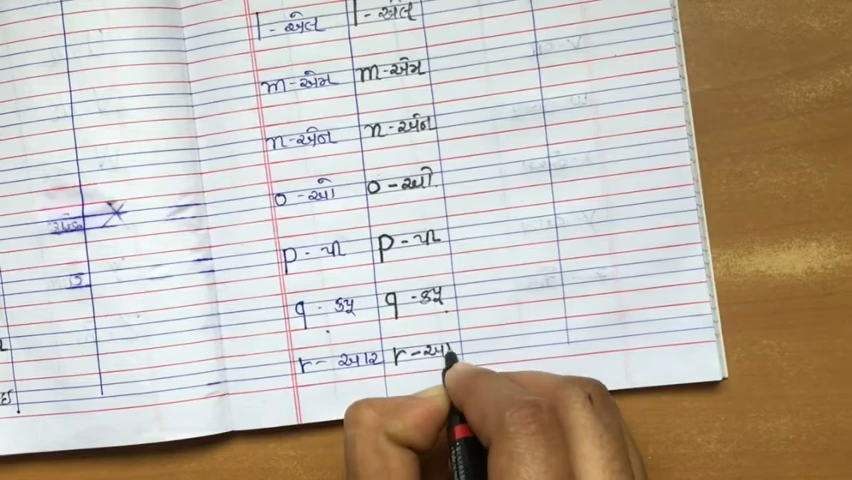 l - એલ l - એલ
m - એમ m - એમ
n - એન n - એન
o - ઓ o - ઓ.
p - પી p - પી
q - ક્યુ q - ક્યુ
r - આર r - આ